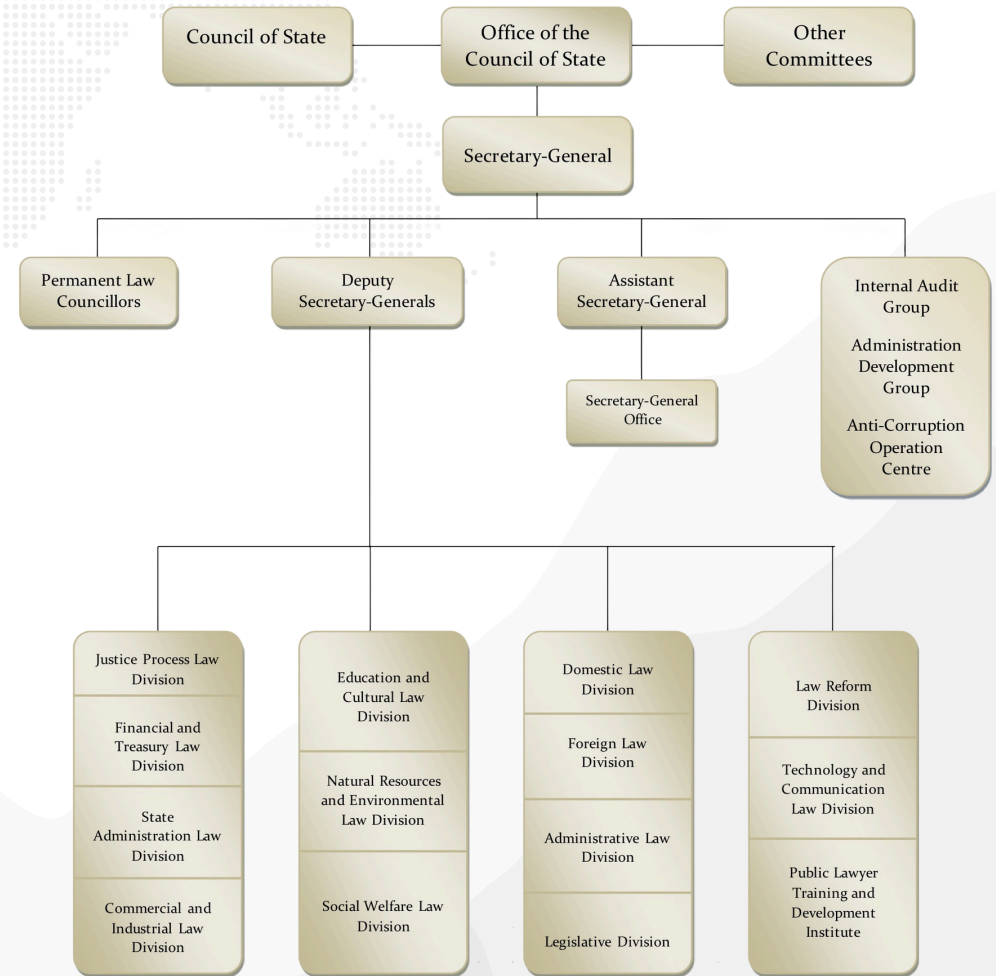 Council of State
Office of the
Council of State
Other
Committees
Secretary-General
Permanent Law
Councillors
Deputy
Secretary-Generals
Assistant
Secretary-General
Internal Audit
Group
Administration
Development
Group
Anti-Corruption
Operation
Centre
Secretary-General
Office
Justice Process Law
Division
Financial and
Treasury Law
Division
State
Administration Law
Division
Commercial and
Industrial Law
Division
Education and
Cultural Law
Division
Natural Resources
and Environmental
Law Division
Social Welfare Law
Division
Domestic Law
Division
Foreign Law
Division
Administrative Law
Division
Legislative Division
Law Reform
Division
Technology and
Communication
Law Division
Public Lawyer
Training and
Development
Institute